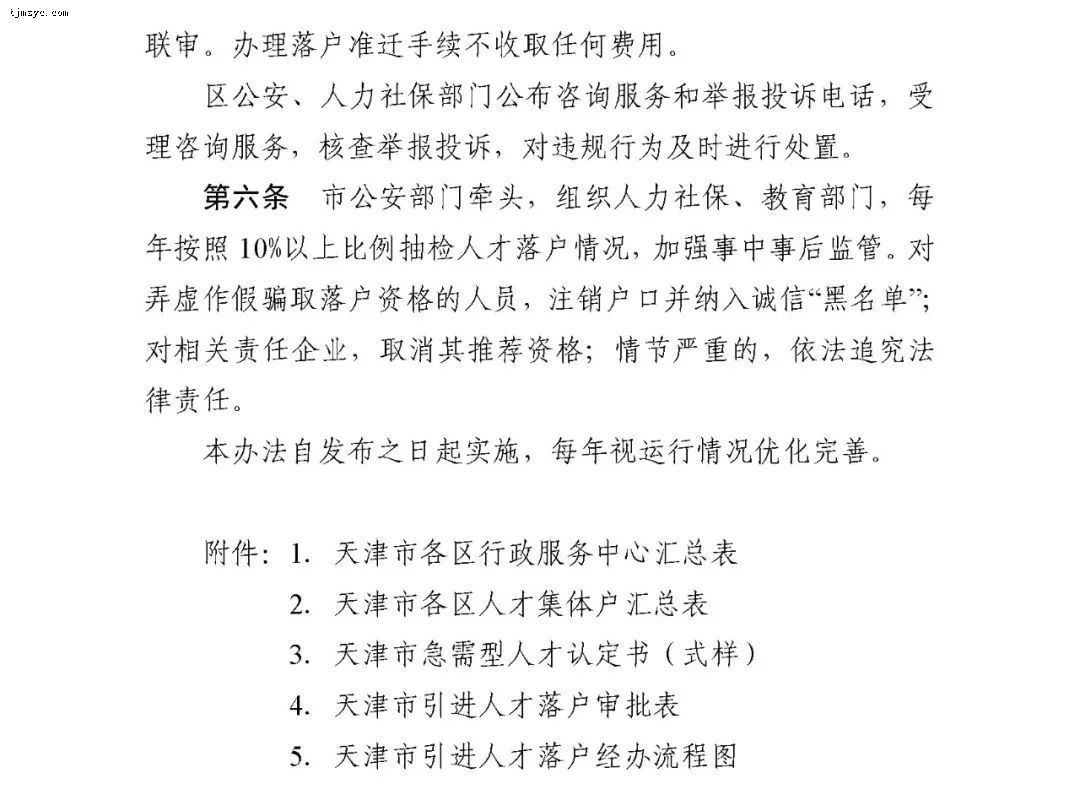 tjmsyc.com
联审。办理落户准迁手续不收取任何费用。
区公安、人力社保部门公布咨询服务和举报投诉电话，受
理咨询服务，核查举报投诉，对违规行为及时进行处置。
第六条 市公安部门牵头，组织人力社保、教育部门，每
年按照10%以上比例抽检人才落户情况，加强事中事后监管。对
弄虚作假骗取落户资格的人员，注销户口并纳入诚信“黑名单”；
对相关责任企业，取消其推荐资格；情节严重的，依法追究法
律责任。
本办法自发布之日起实施，每年视运行情况优化完善。
附件：1. 天津市各区行政服务中心汇总表
2. 天津市各区人才集体户汇总表
3. 天津市急需型人才认定书（式样）
4. 天津市引进人才落户审批表
5. 天津市引进人才落户经办流程图